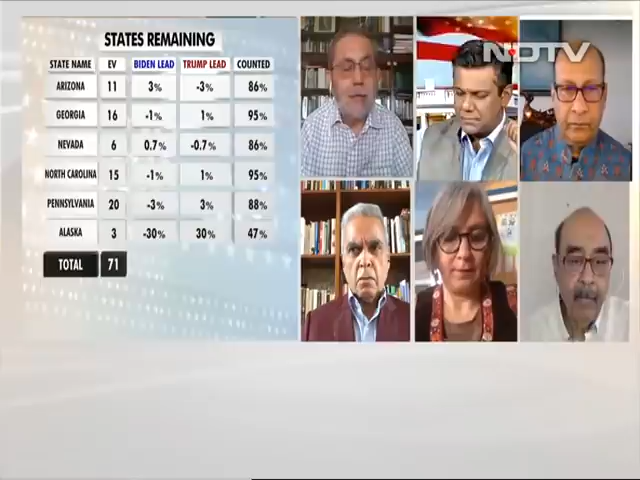 STATES REMAINING
STATE NAME EV BIDEN LEAD TRUMP LEAD COUNTED
ARIZONA 11 3% -3% 86%
GEORGIA 16 -1% 1% 95%
NEVADA 6 0.7% -0.7% 86%
NORTH CAROLINA 15 -1% 1% 95%
PENNSYLVANIA 20 -3% 3% 88%
ALASKA 3 -30% 30% 47%
TOTAL 71
NDTV